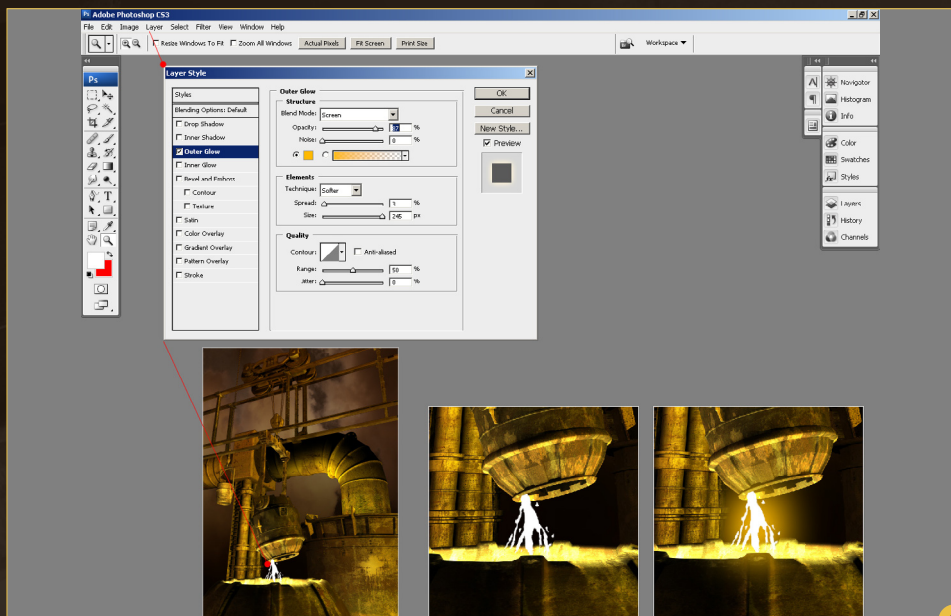 Adobe Photoshop CS3
File Edit Image Layer Select Filter View Window Help
Resize Windows To Fit Zoom All Windows Actual Pixels Fit Screen Print Size Workspace
Ps
Layer Style
Styles
Blending Options: Default
Drop Shadow
Inner Shadow
Outer Glow
Inner Glow
Bevel and Emboss
Contour
Texture
Satin
Color Overlay
Gradient Overlay
Pattern Overlay
Stroke
Outer Glow
Structure
Blend Mode: Screen
Opacity: %
Noise: 0 %
Elements
Technique: Softer
Spread: %
Size: 245 px
Quality
Contour: Anti-aliased
Range: 50 %
Jitter: 0 %
OK
Cancel
New Style...
Preview
Navigator
Histogram
Info
Color
Swatches
Styles
Layers
History
Channels